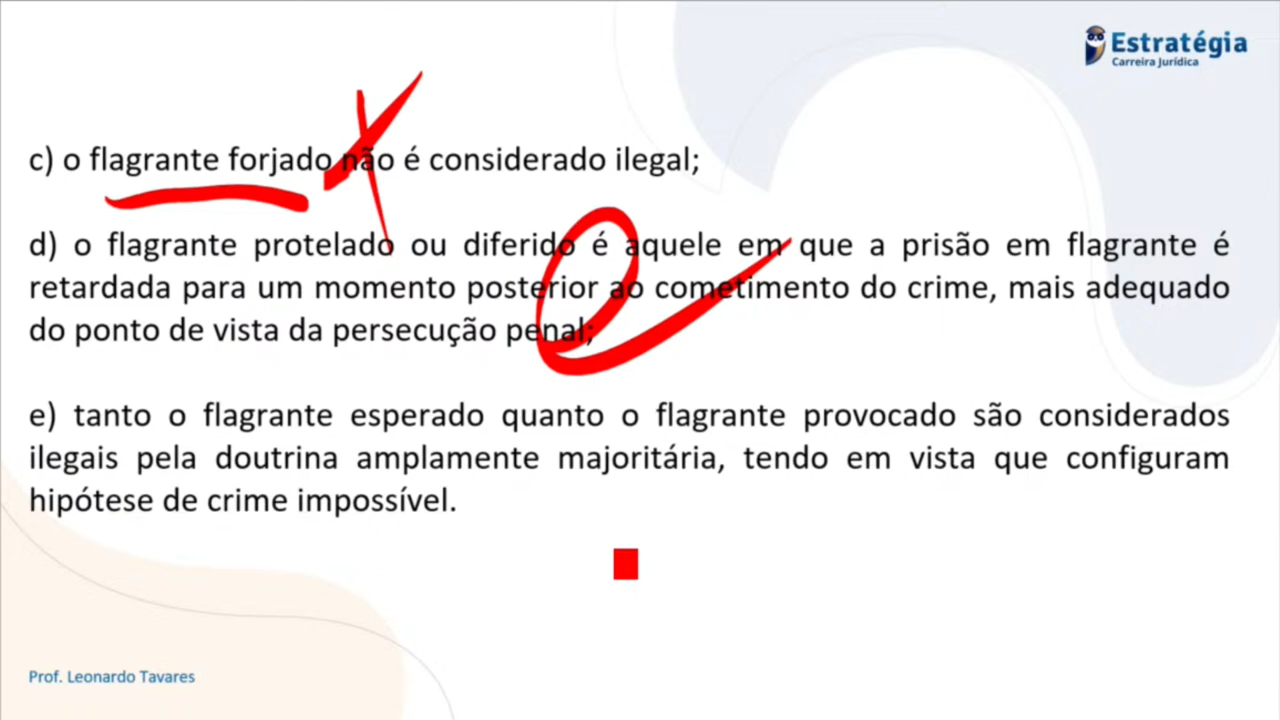 Estratégia
Carreira Jurídica
c) o flagrante forjado não é considerado ilegal;
d) o flagrante protelado ou diferido é aquele em que a prisão em flagrante é
retardada para um momento posterior ao cometimento do crime, mais adequado
do ponto de vista da persecução penal;
e) tanto o flagrante esperado quanto o flagrante provocado são considerados
ilegais pela doutrina amplamente majoritária, tendo em vista que configuram
hipótese de crime impossível.
Prof. Leonardo Tavares